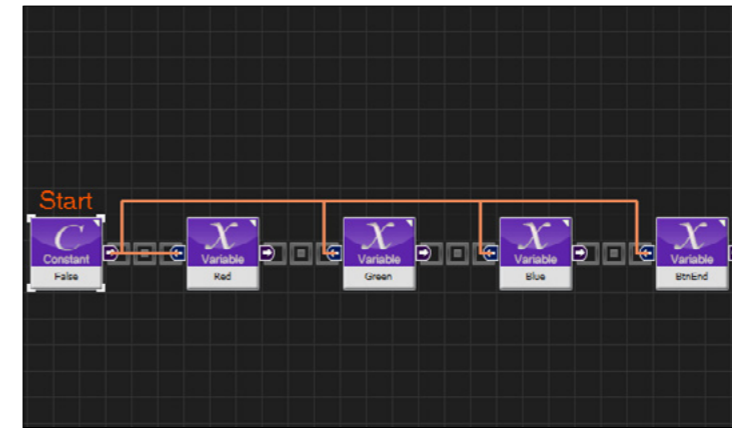 Start
C
Constant
False
X
Variable
Red
X
Variable
Green
X
Variable
Blue
X
Variable
BtnEnd